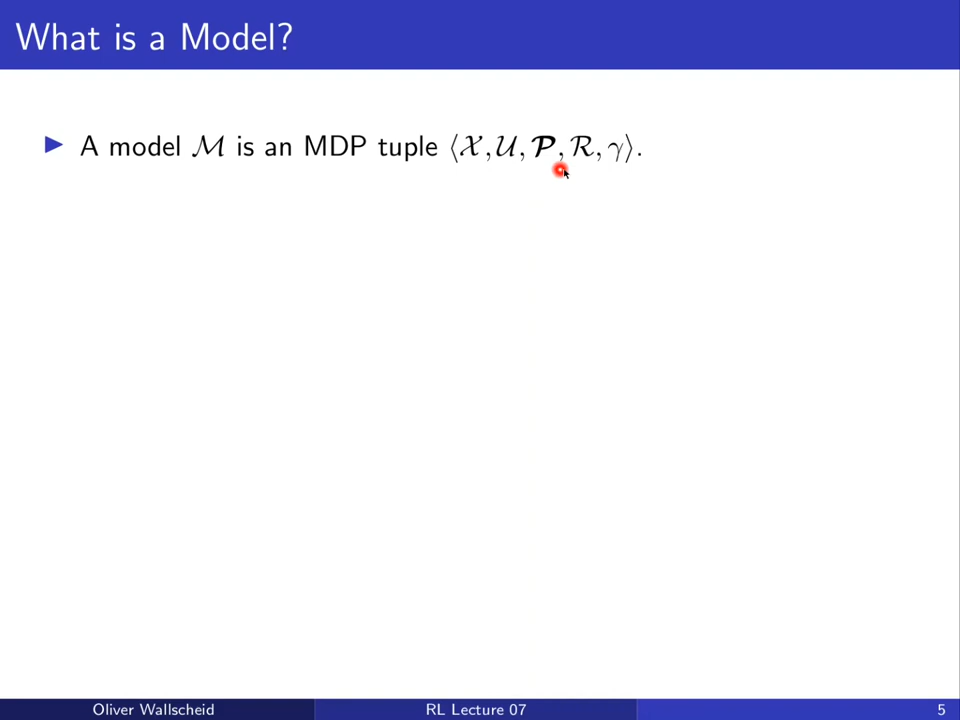 What is a Model?
▶ A model ℳ is an MDP tuple ⟨𝒳, 𝒰, 𝓟, ℛ, γ⟩.
Oliver Wallscheid
RL Lecture 07
5